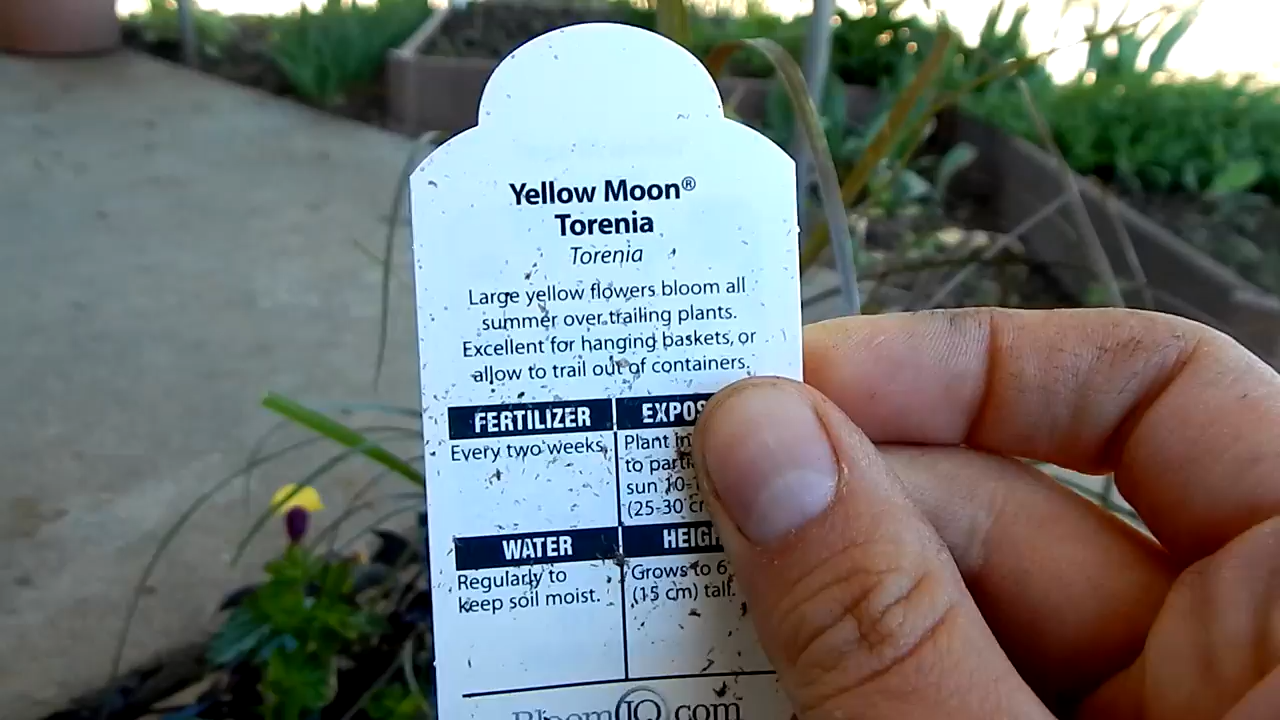 Yellow Moon®
Torenia
Torenia
Large yellow flowers bloom all
summer over trailing plants.
Excellent for hanging baskets, or
allow to trail out of containers.
FERTILIZER
Every two weeks.
EXPOS
Plant in
to parti
sun 10-1
(25-30 cr
WATER
Regularly to
keep soil moist.
HEIGH
Grows to 6
(15 cm) tall.
BloomIQ.com